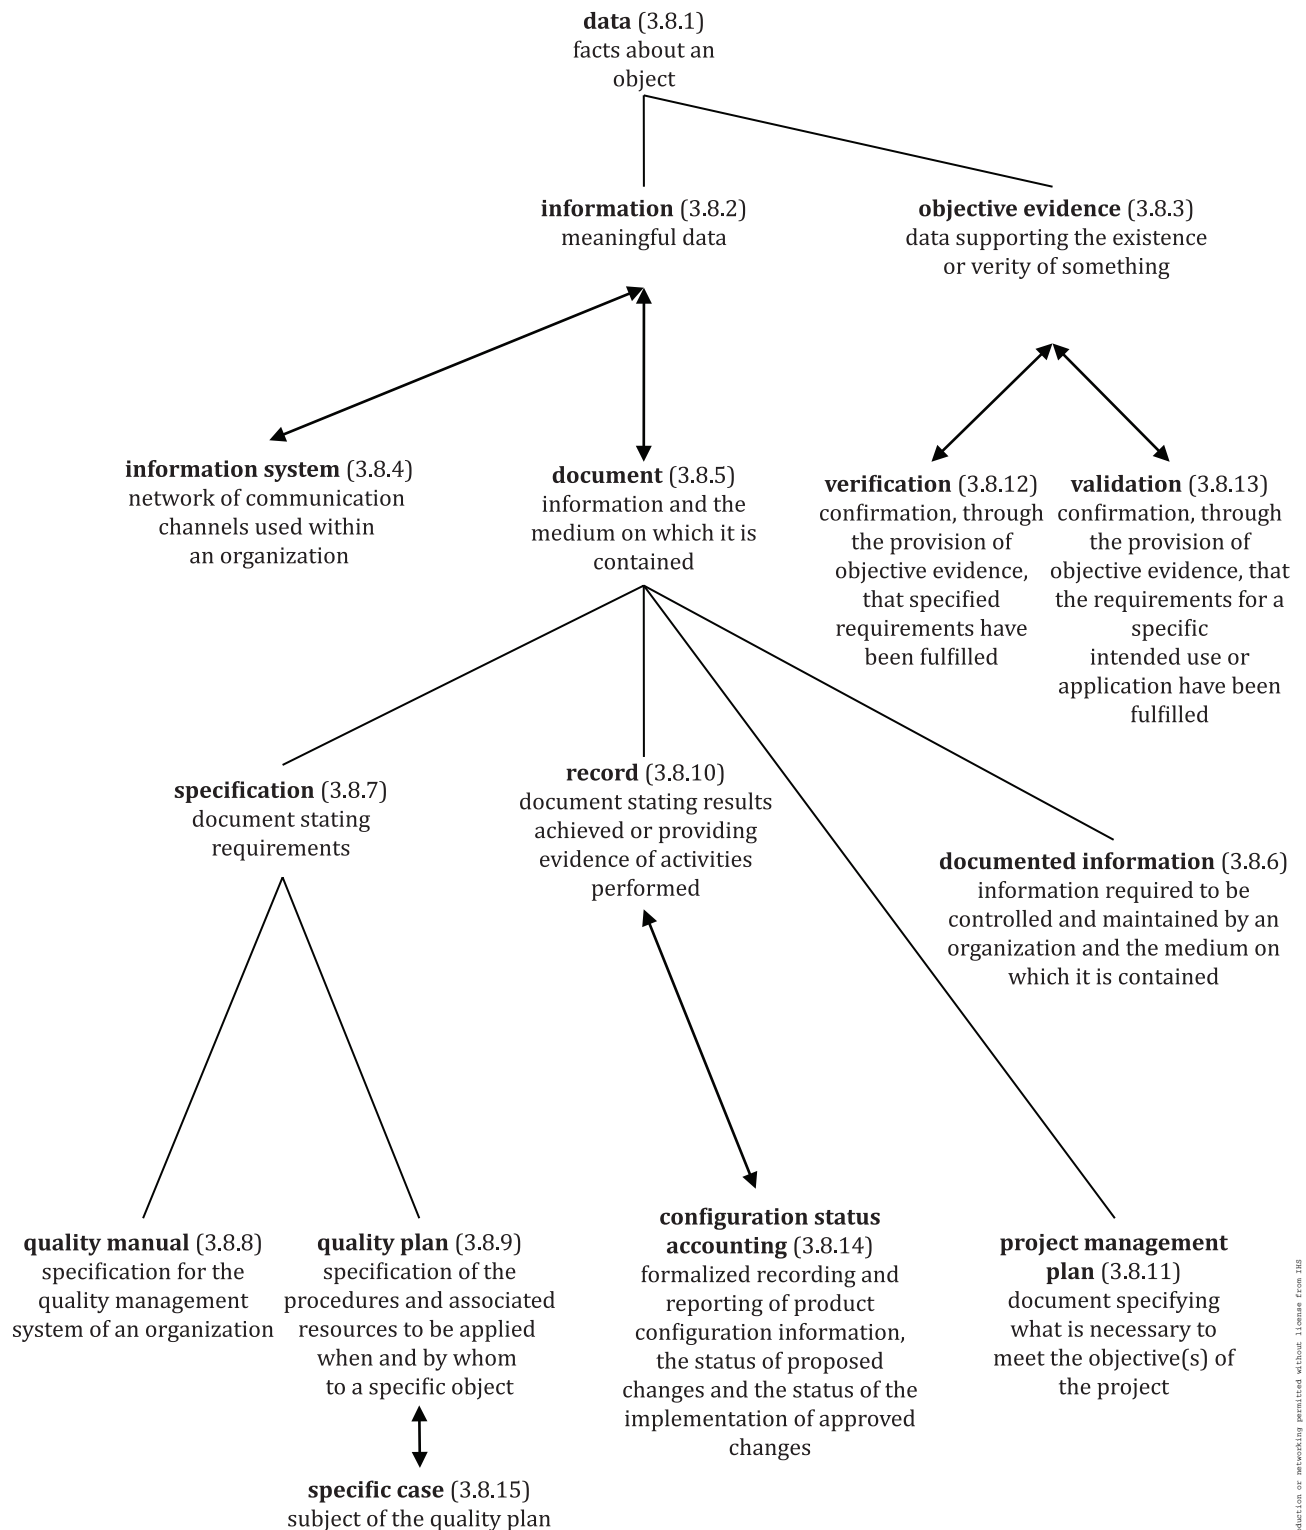 data (3.8.1)
facts about an
object
information (3.8.2)
meaningful data
objective evidence (3.8.3)
data supporting the existence
or verity of something
information system (3.8.4)
network of communication
channels used within
an organization
document (3.8.5)
information and the
medium on which it is
contained
verification (3.8.12)
confirmation, through
the provision of
objective evidence,
that specified
requirements have
been fulfilled
validation (3.8.13)
confirmation, through
the provision of
objective evidence, that
the requirements for a
specific
intended use or
application have been
fulfilled
specification (3.8.7)
document stating
requirements
record (3.8.10)
document stating results
achieved or providing
evidence of activities
performed
documented information (3.8.6)
information required to be
controlled and maintained by an
organization and the medium on
which it is contained
quality manual (3.8.8)
specification for the
quality management
system of an organization
quality plan (3.8.9)
specification of the
procedures and associated
resources to be applied
when and by whom
to a specific object
configuration status
accounting (3.8.14)
formalized recording and
reporting of product
configuration information,
the status of proposed
changes and the status of the
implementation of approved
changes
project management
plan (3.8.11)
document specifying
what is necessary to
meet the objective(s) of
the project
specific case (3.8.15)
subject of the quality plan
duction or networking permitted without license from IHS